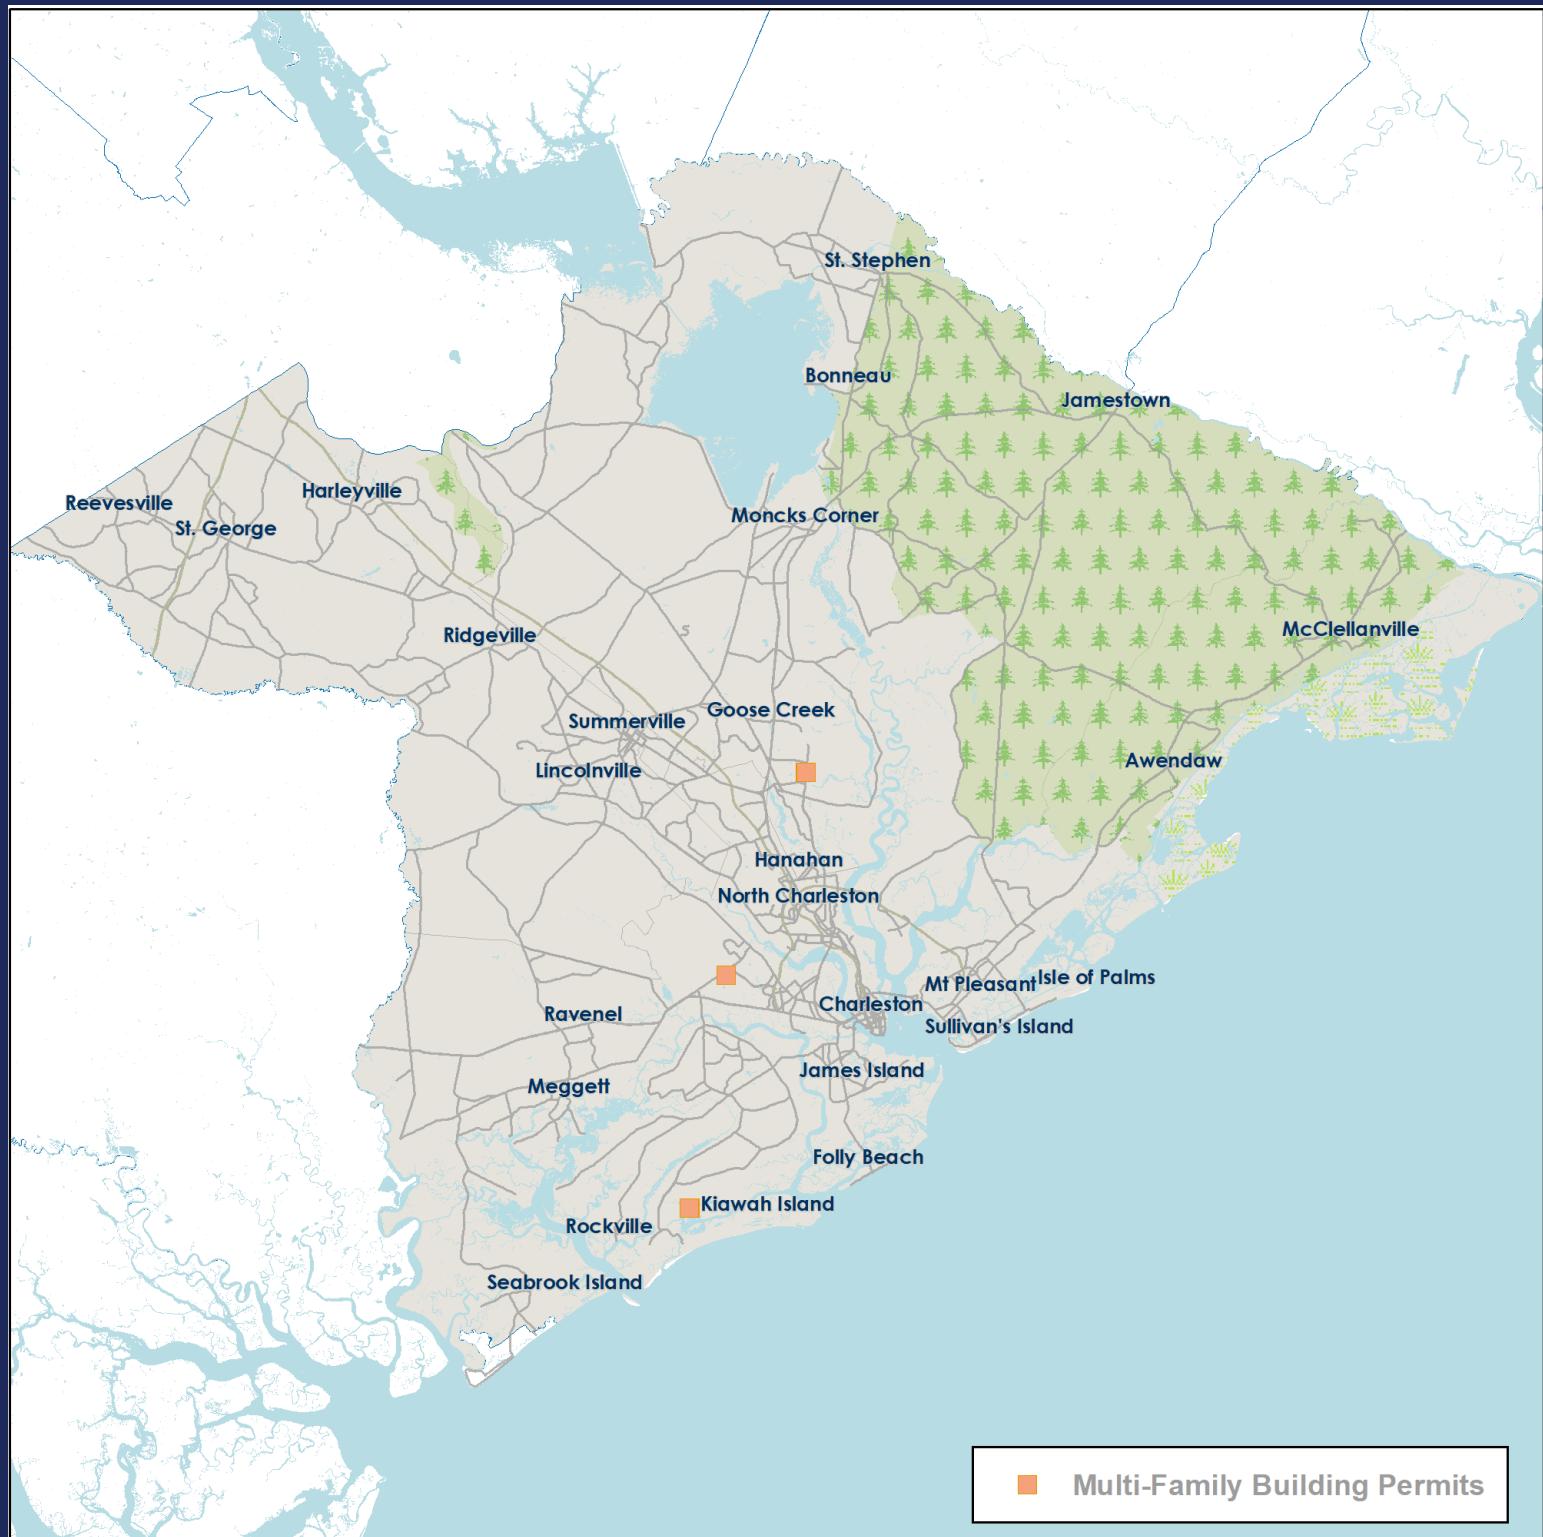 St. Stephen
Bonneau
Jamestown
Reevesville
Harleyville
St. George
Moncks Corner
Ridgeville
McClellanville
Summerville
Goose Creek
Lincolnville
Awendaw
Hanahan
North Charleston
Mt Pleasant
Isle of Palms
Ravenel
Charleston
Sullivan's Island
James Island
Meggett
Folly Beach
Kiawah Island
Rockville
Seabrook Island
Multi-Family Building Permits